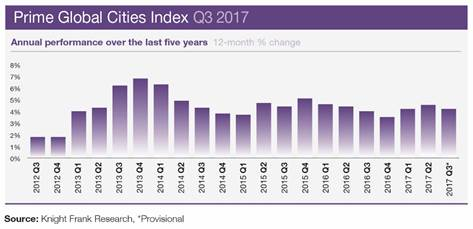 Prime Global Cities Index Q3 2017
Annual performance over the last five years 12-month % change
8%
7%
6%
5%
4%
3%
2%
1%
0%
2012 Q3
2012 Q4
2013 Q1
2013 Q2
2013 Q3
2013 Q4
2014 Q1
2014 Q2
2014 Q3
2014 Q4
2015 Q1
2015 Q2
2015 Q3
2015 Q4
2016 Q1
2016 Q2
2016 Q3
2016 Q4
2017 Q1
2017 Q2
2017 Q3*
Source: Knight Frank Research, *Provisional